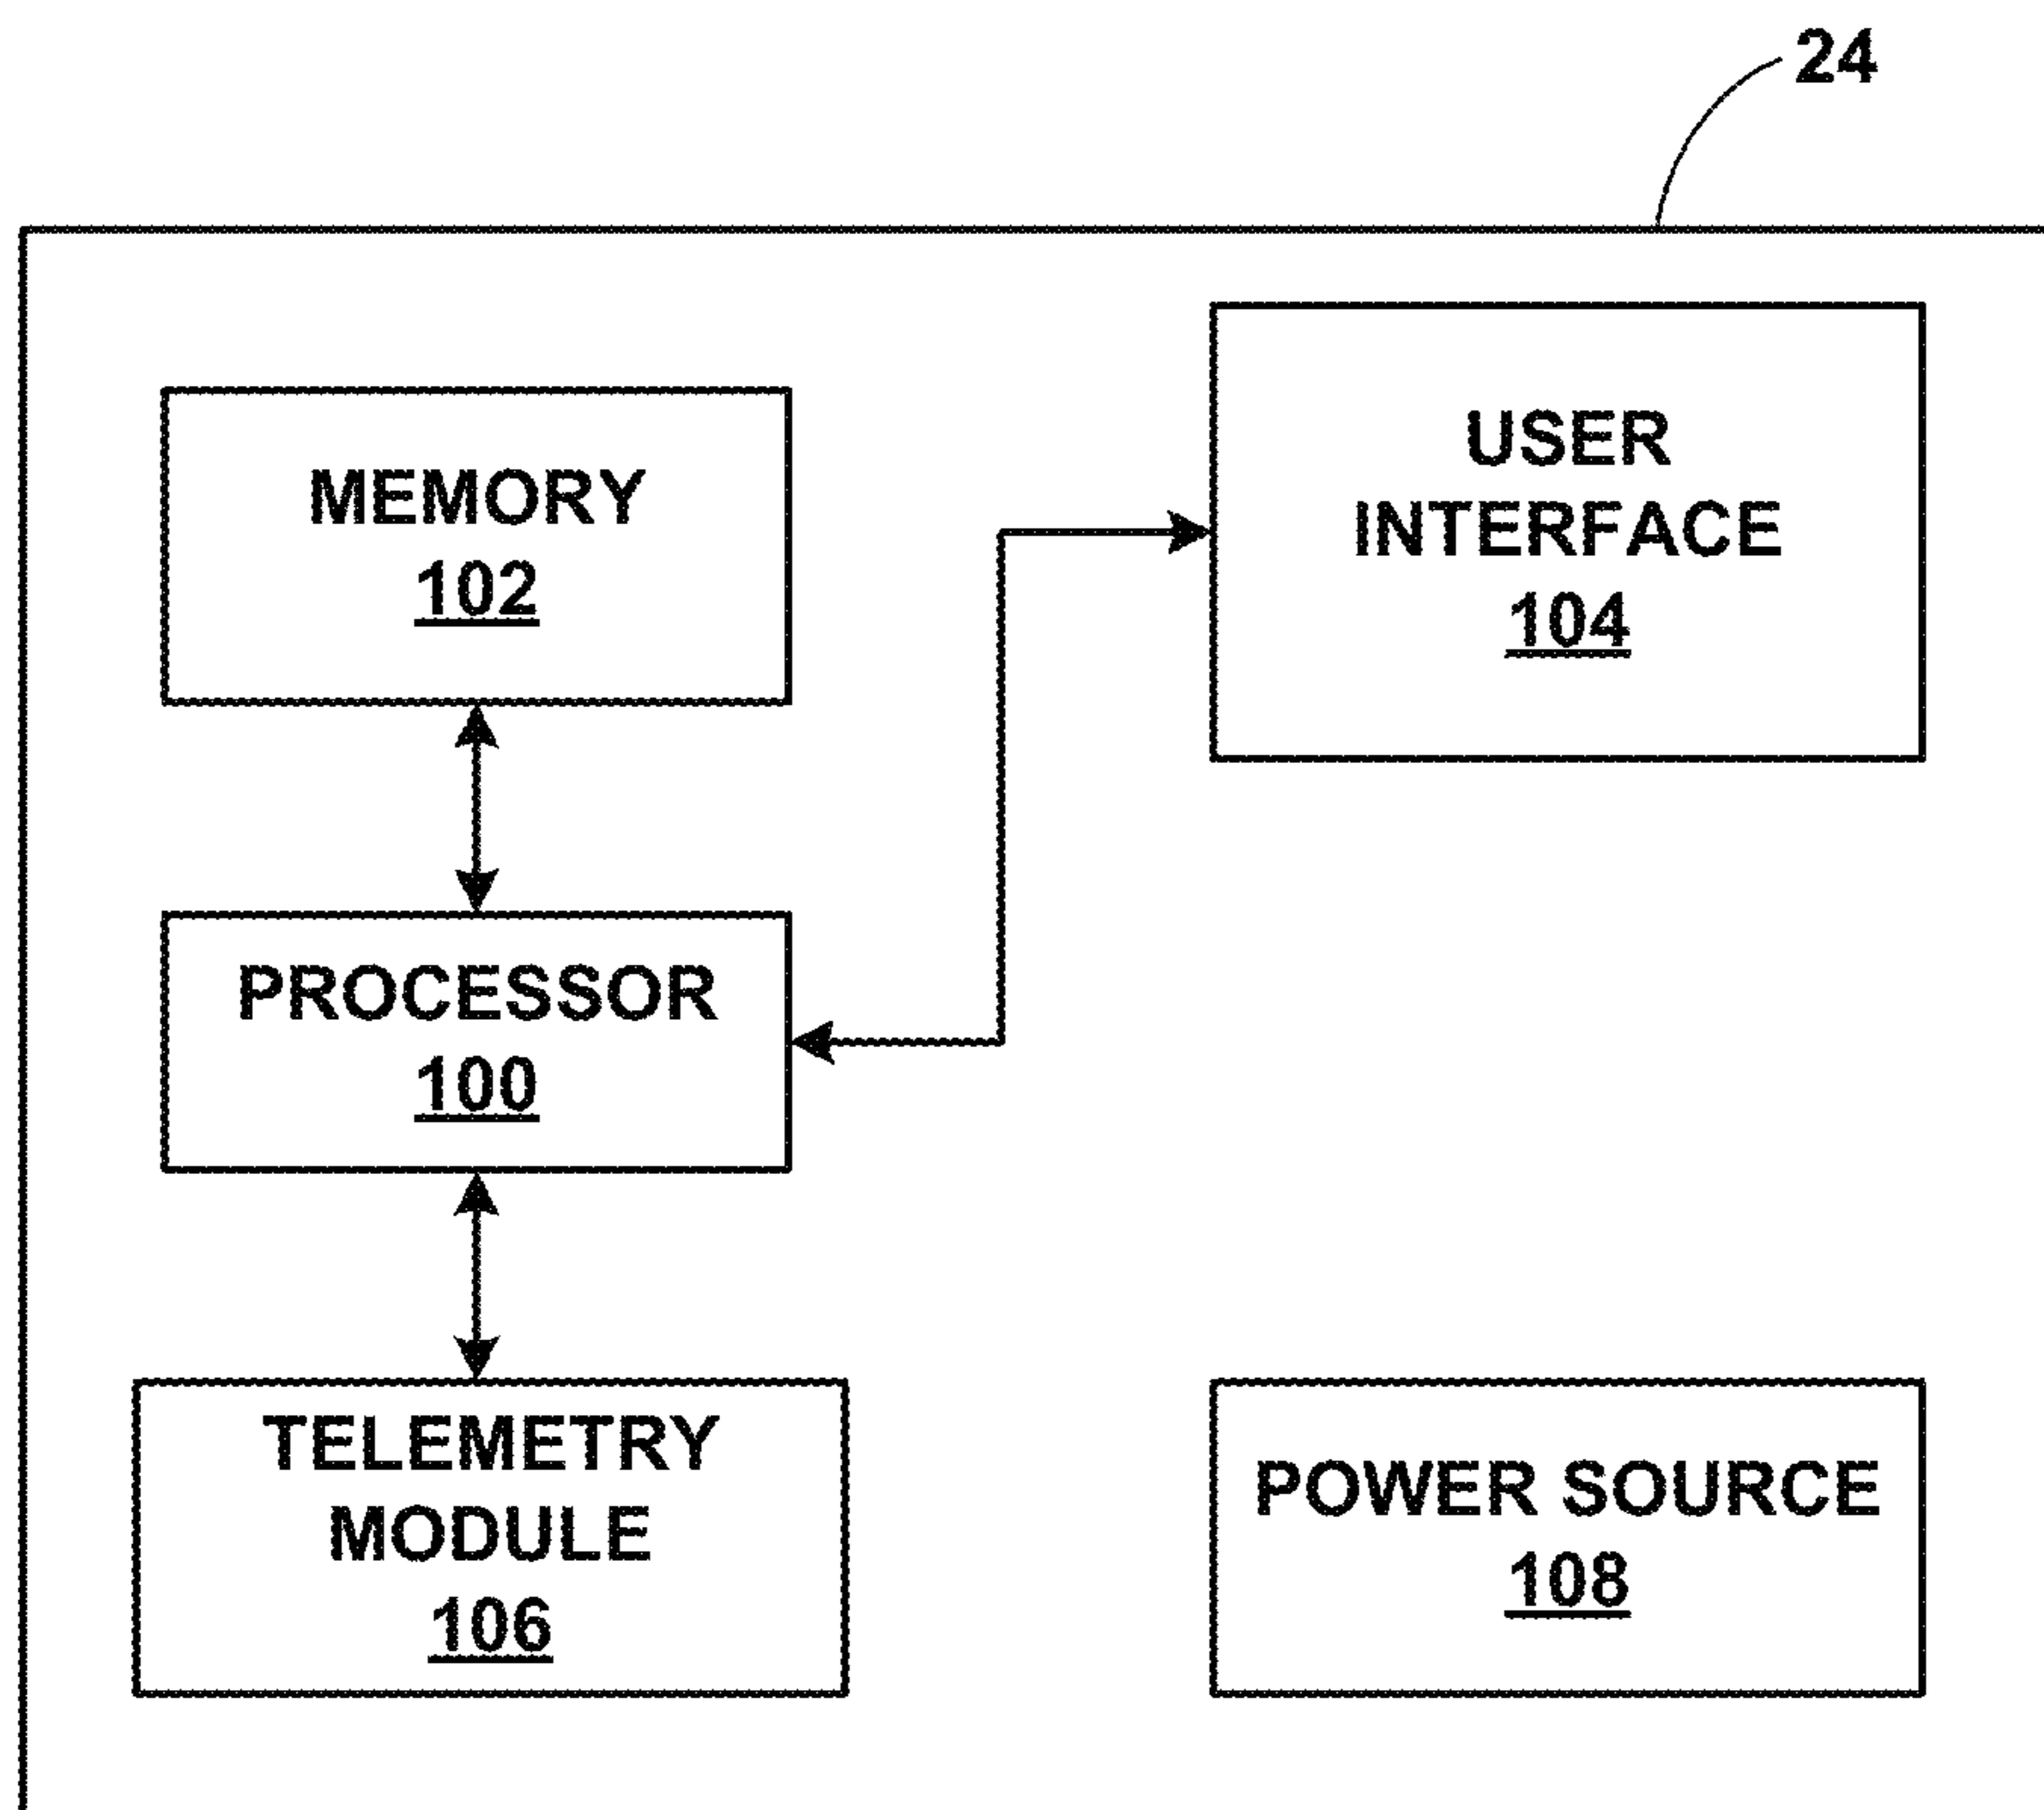 24
MEMORY
102
USER
INTERFACE
104
PROCESSOR
100
TELEMETRY
MODULE
106
POWER SOURCE
108